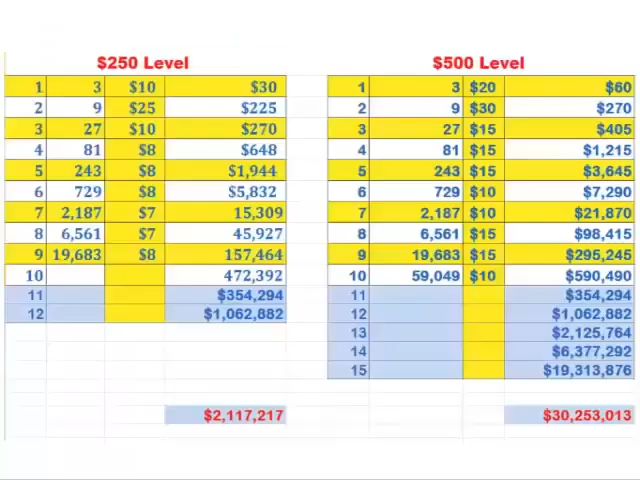 $250 Level $500 Level
1 3 $10 $30 1 3 $20 $60
2 9 $25 $225 2 9 $30 $270
3 27 $10 $270 3 27 $15 $405
4 81 $8 $648 4 81 $15 $1,215
5 243 $8 $1,944 5 243 $15 $3,645
6 729 $8 $5,832 6 729 $10 $7,290
7 2,187 $7 15,309 7 2,187 $10 $21,870
8 6,561 $7 45,927 8 6,561 $15 $98,415
9 19,683 $8 157,464 9 19,683 $15 $295,245
10 472,392 10 59,049 $10 $590,490
11 $354,294 11 $354,294
12 $1,062,882 12 $1,062,882
13 $2,125,764
14 $6,377,292
15 $19,313,876
$2,117,217 $30,253,013